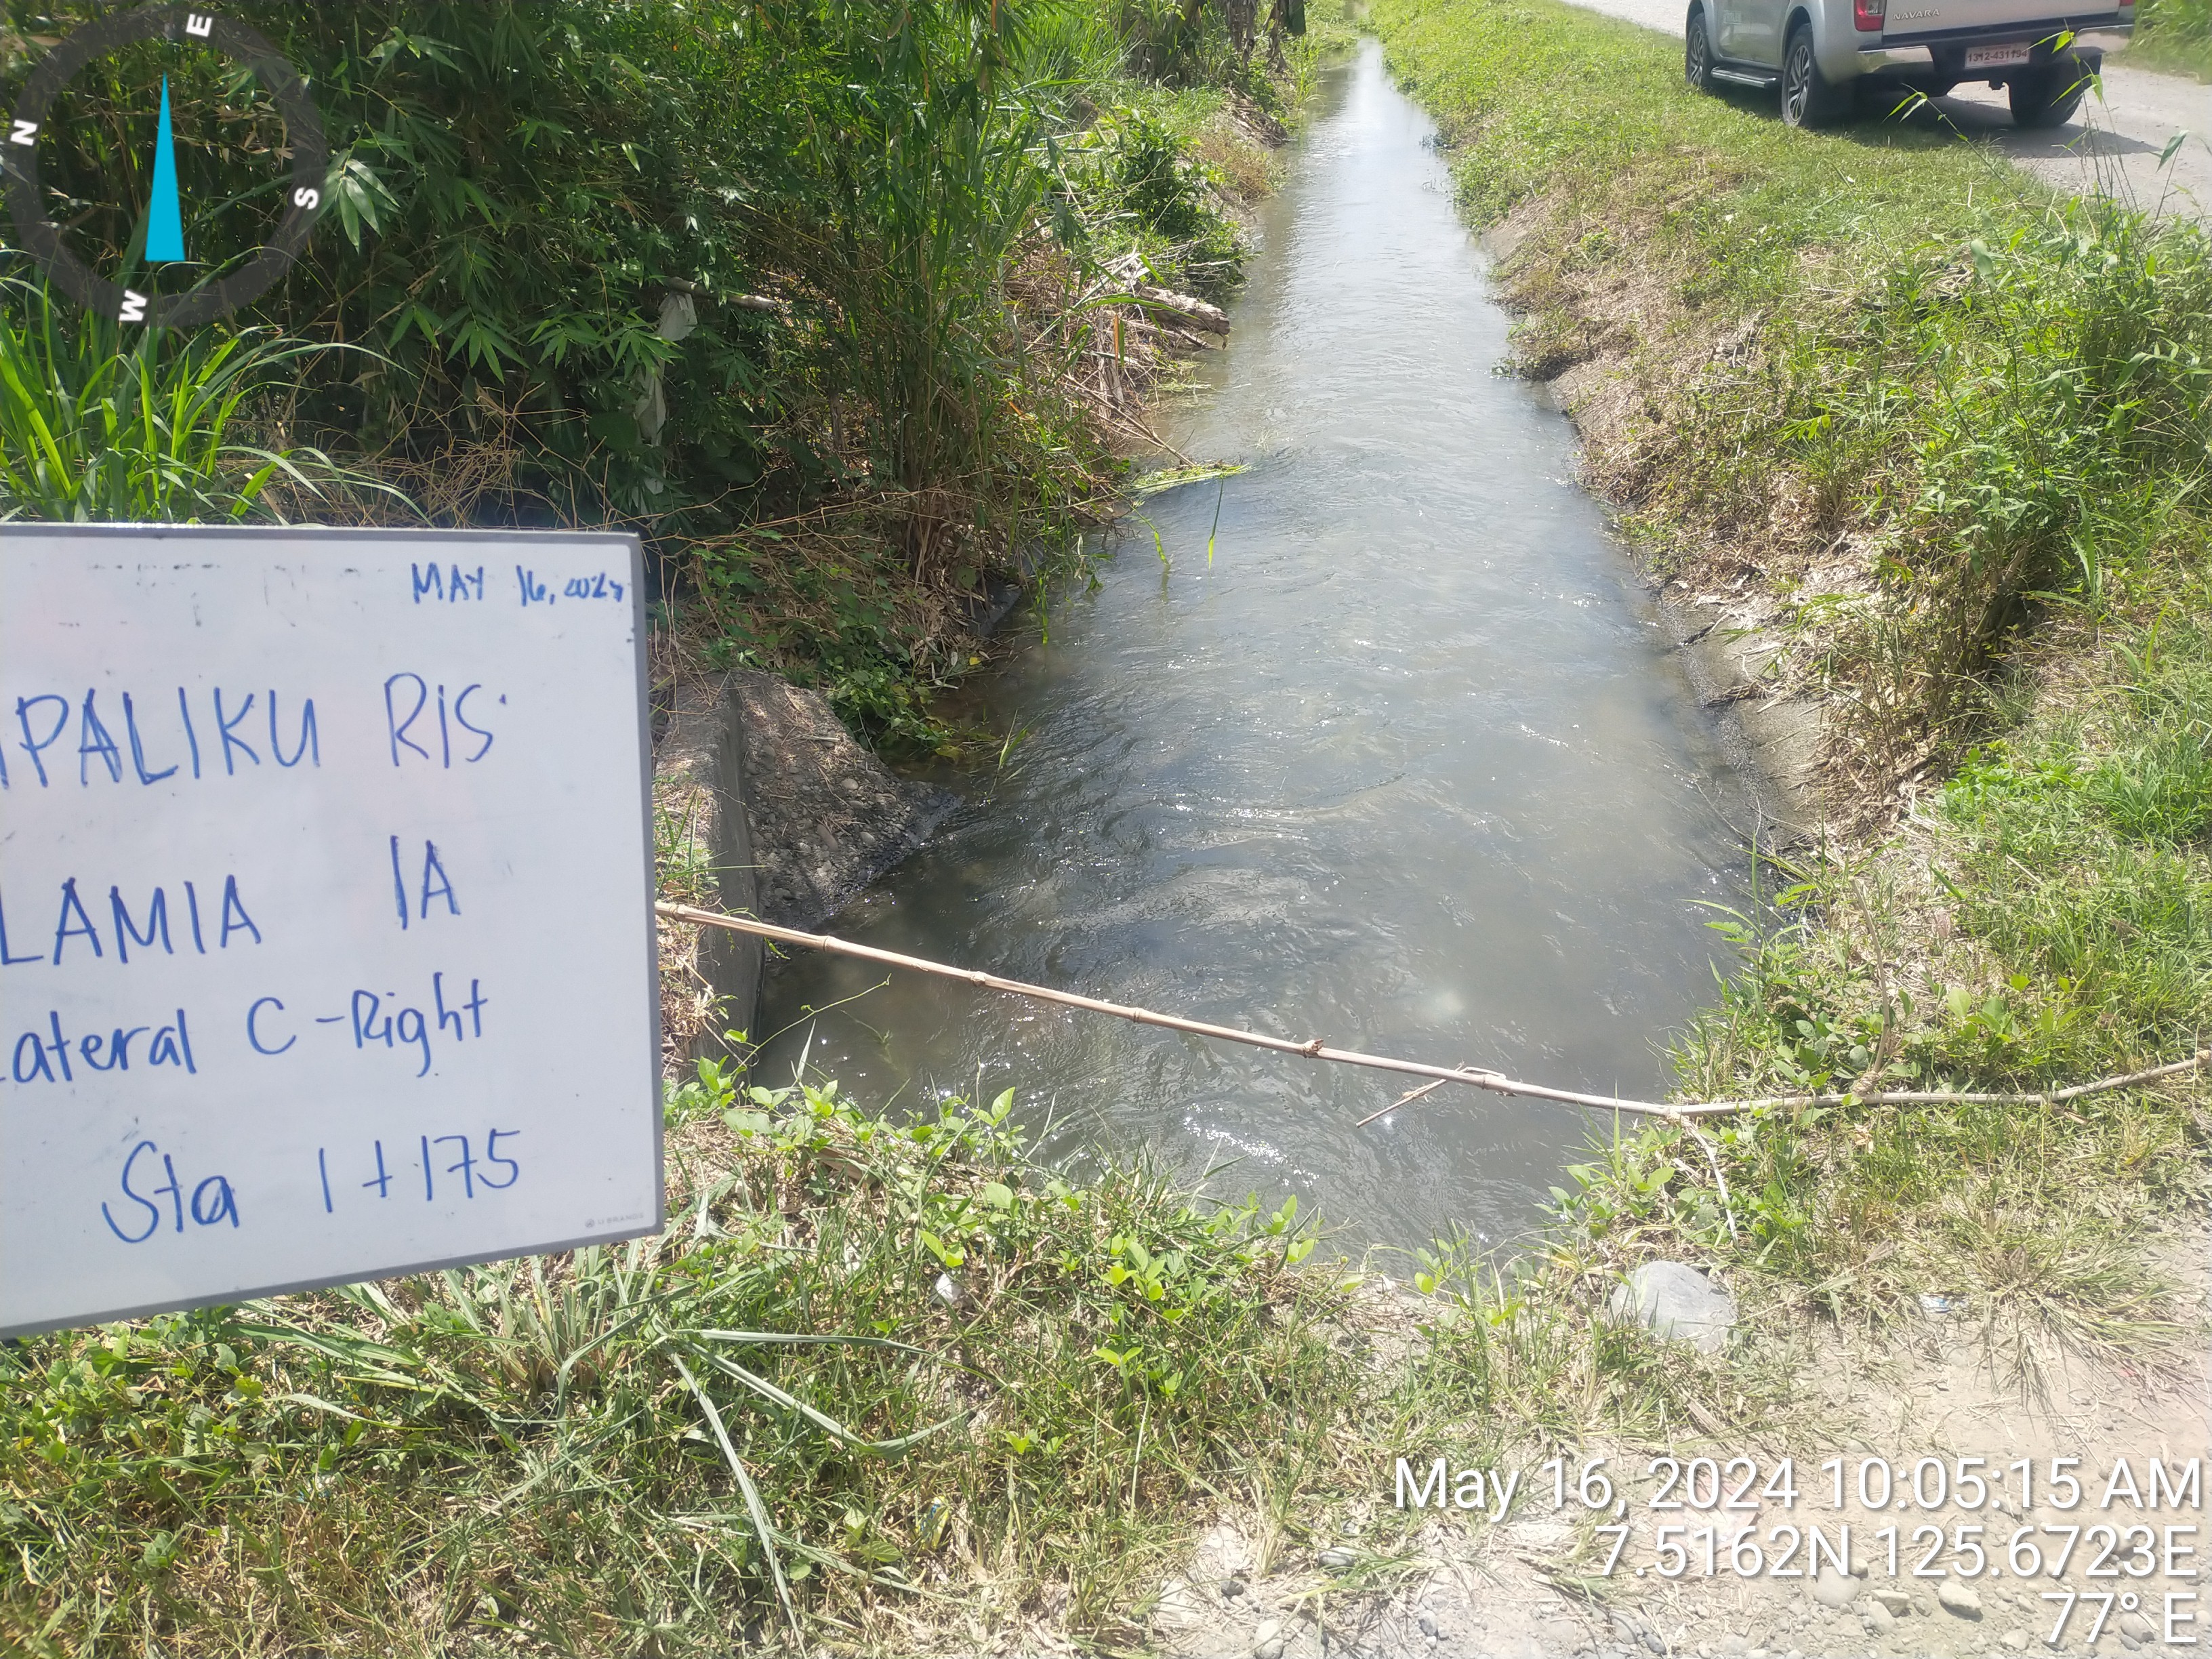 E
N
S
W
NAVARA
MAY 16, 2024
IPALIKU RIS
LAMIA IA
Lateral C-Right
Sta 1+175
May 16, 2024 10:05:15 AM
7.5162N 125.6723E
77° E